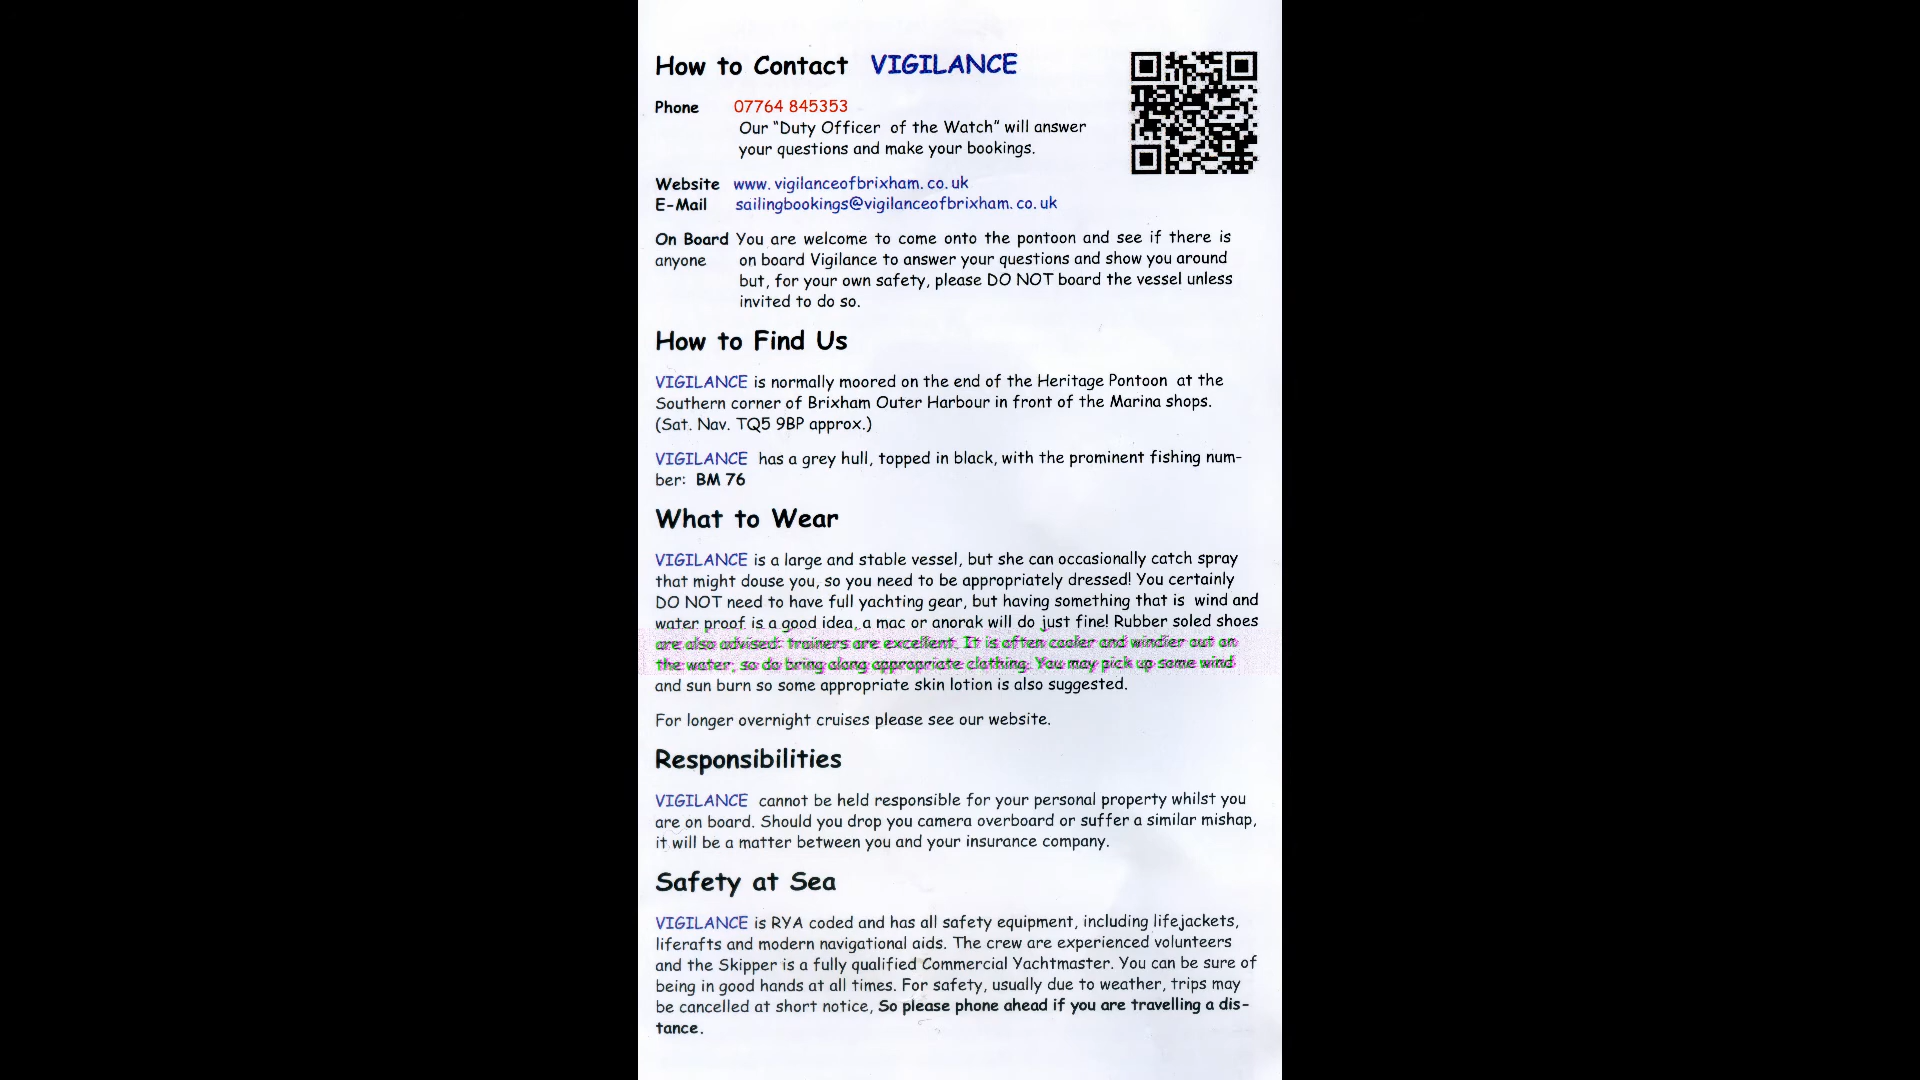 How to Contact VIGILANCE
Phone 07764 845353
Our "Duty Officer of the Watch" will answer
your questions and make your bookings.
Website www. vigilanceofbrixham. co. uk
E-Mail sailingbookings@vigilanceofbrixham. co. uk
On Board You are welcome to come onto the pontoon and see if there is
anyone on board Vigilance to answer your questions and show you around
but, for your own safety, please DO NOT board the vessel unless
invited to do so.
How to Find Us
VIGILANCE is normally moored on the end of the Heritage Pontoon at the
Southern corner of Brixham Outer Harbour in front of the Marina shops.
(Sat. Nav. TQ5 9BP approx.)
VIGILANCE has a grey hull, topped in black, with the prominent fishing num-
ber: BM 76
What to Wear
VIGILANCE is a large and stable vessel, but she can occasionally catch spray
that might douse you, so you need to be appropriately dressed! You certainly
DO NOT need to have full yachting gear, but having something that is wind and
water proof is a good idea, a mac or anorak will do just fine! Rubber soled shoes
are also advised: trainers are excellent. It is often cooler and windier out on
the water, so do bring along appropriate clothing. You may pick up some wind
and sun burn so some appropriate skin lotion is also suggested.
For longer overnight cruises please see our website.
Responsibilities
VIGILANCE cannot be held responsible for your personal property whilst you
are on board. Should you drop you camera overboard or suffer a similar mishap,
it will be a matter between you and your insurance company.
Safety at Sea
VIGILANCE is RYA coded and has all safety equipment, including lifejackets,
liferafts and modern navigational aids. The crew are experienced volunteers
and the Skipper is a fully qualified Commercial Yachtmaster. You can be sure of
being in good hands at all times. For safety, usually due to weather, trips may
be cancelled at short notice, So please phone ahead if you are travelling a dis-
tance.